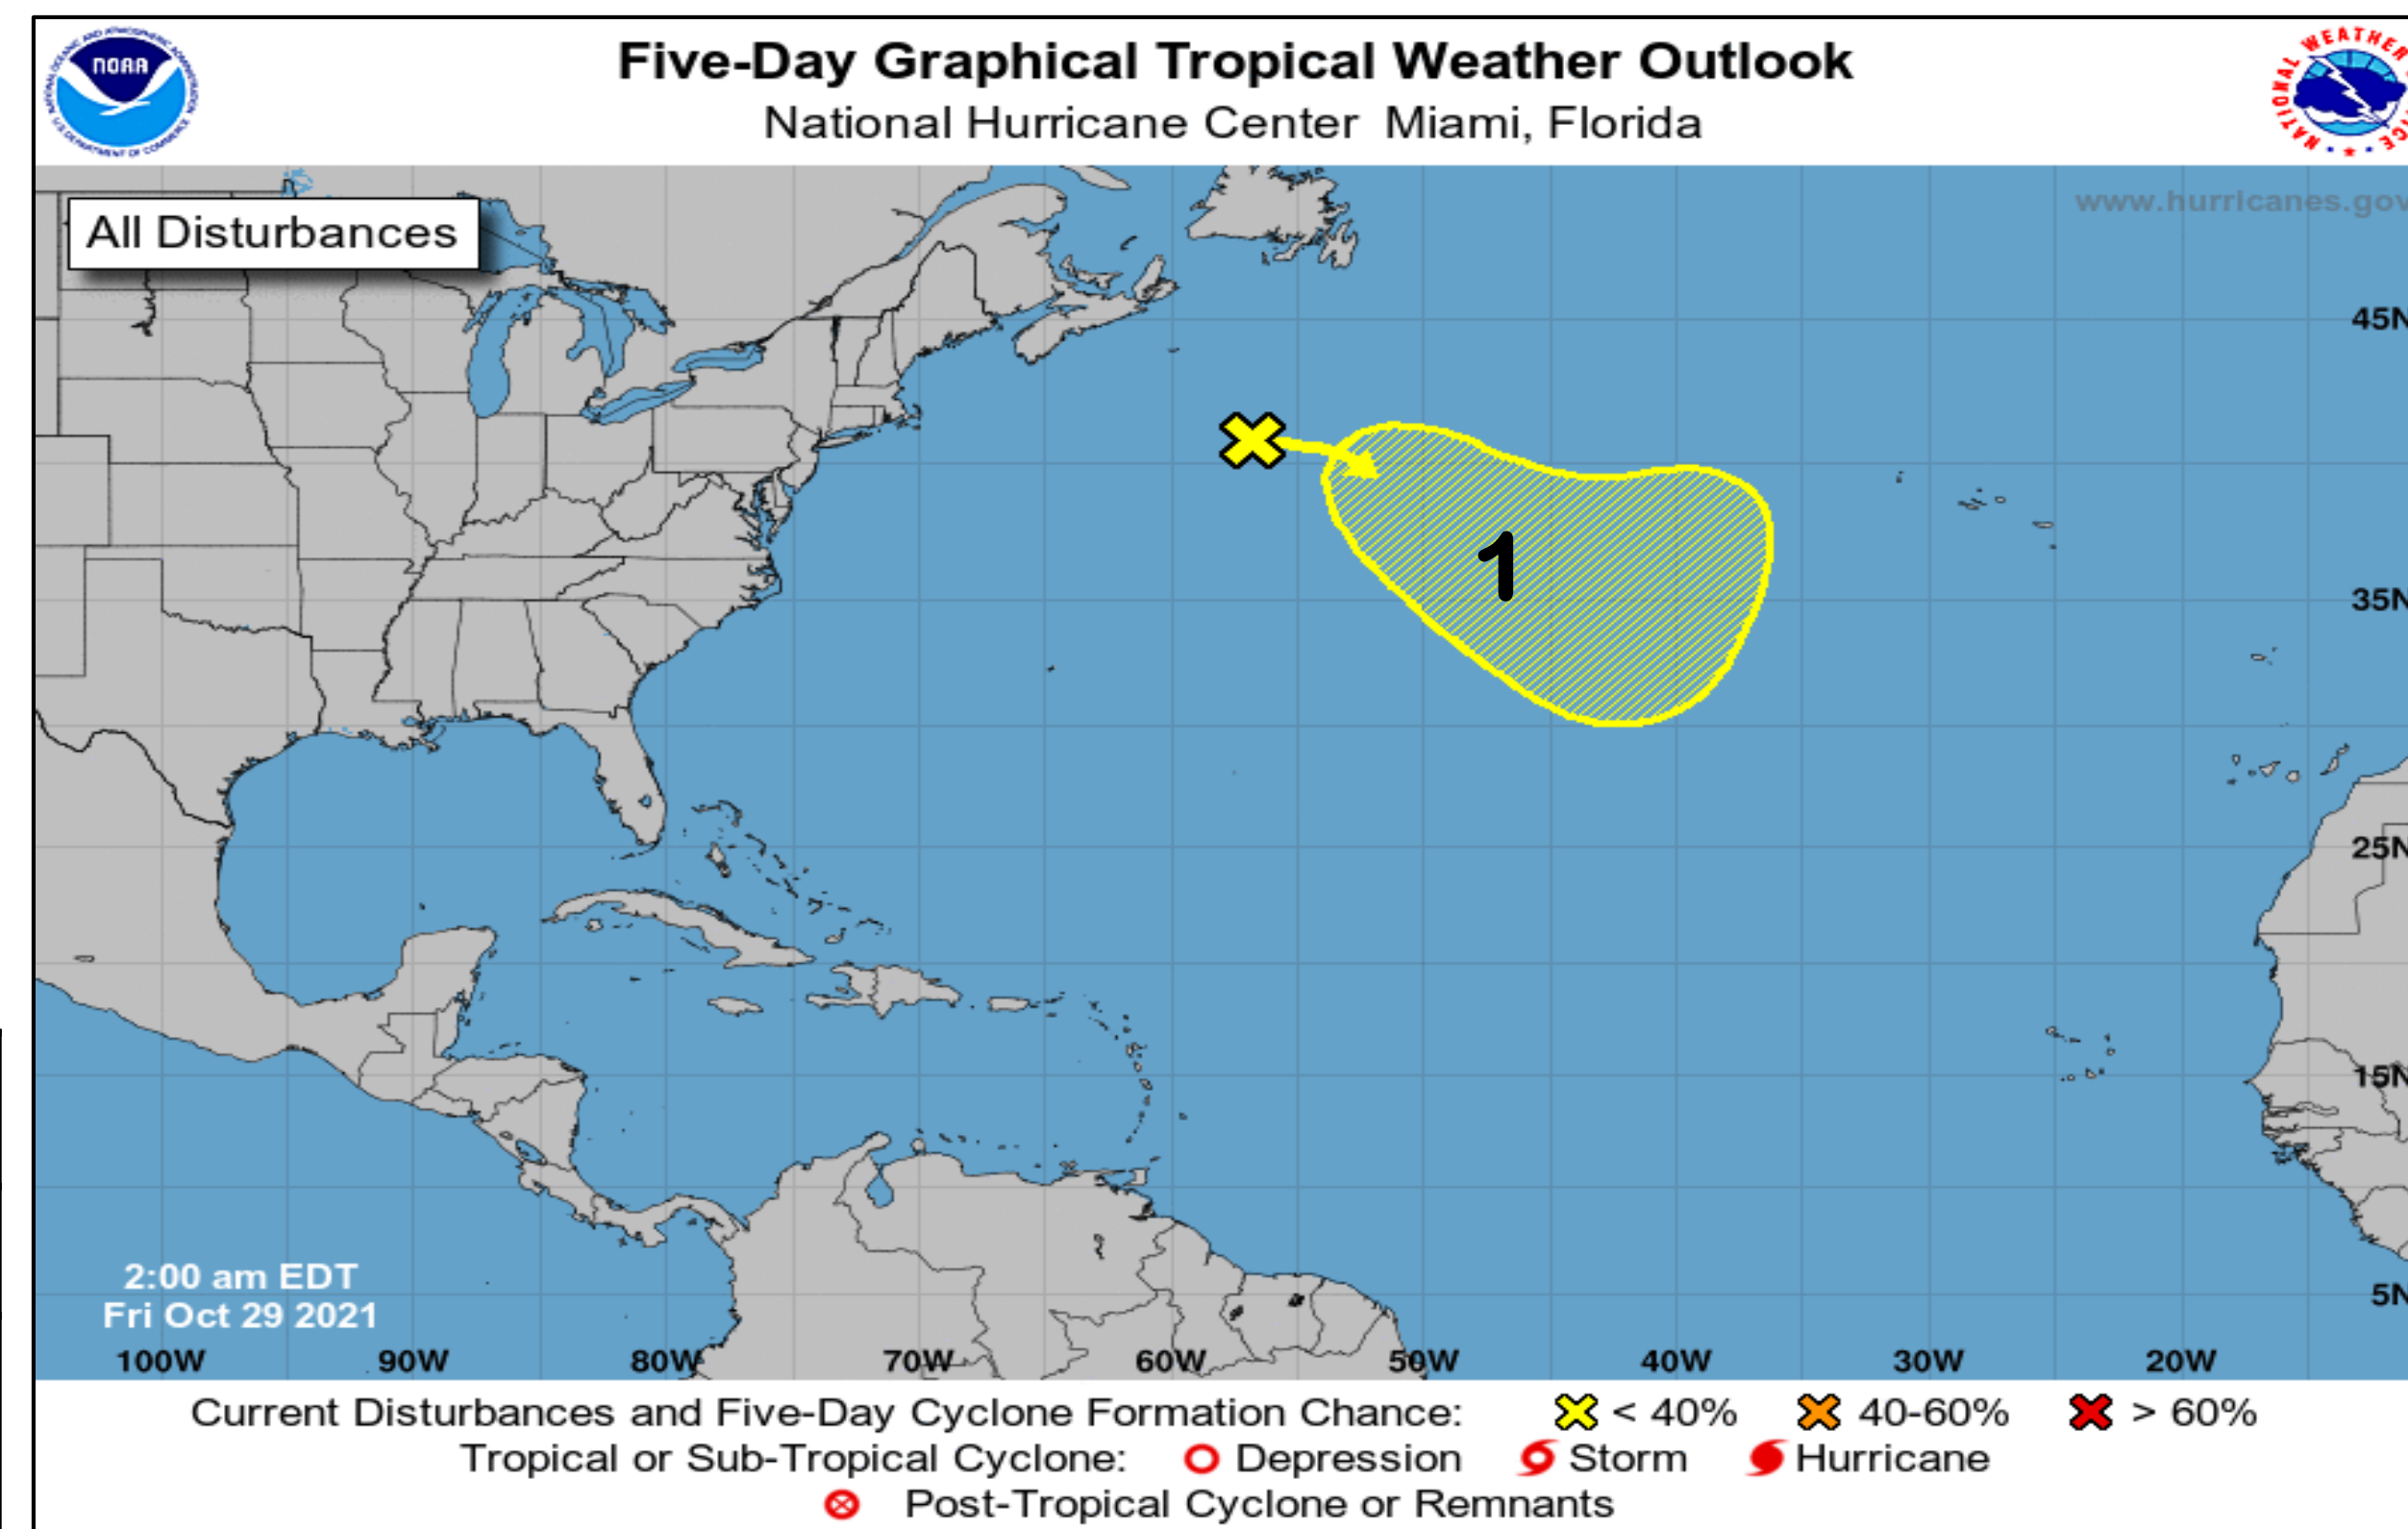 Five-Day Graphical Tropical Weather Outlook
National Hurricane Center Miami, Florida
NOAA
NATIONAL WEATHER
All Disturbances
www.hurricanes.gov
45N
1
35N
25N
15N
5N
2:00 am EDT
Fri Oct 29 2021
100W 90W 80W 70W 60W 50W 40W 30W 20W
Current Disturbances and Five-Day Cyclone Formation Chance: < 40% 40-60% > 60%
Tropical or Sub-Tropical Cyclone: Depression Storm Hurricane
Post-Tropical Cyclone or Remnants